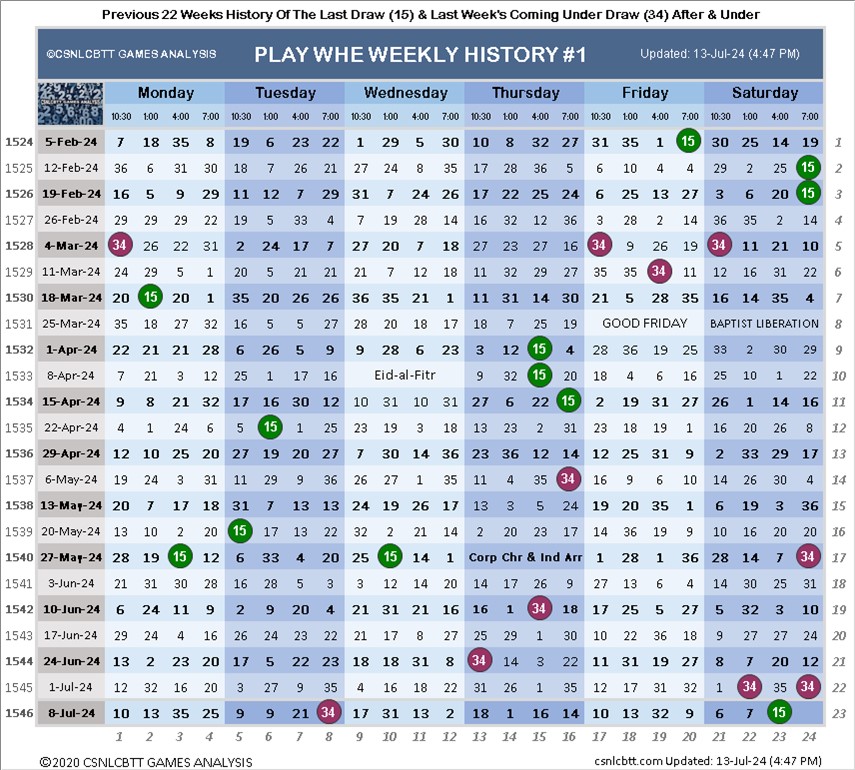 Previous 22 Weeks History Of The Last Draw (15) & Last Week's Coming Under Draw (34) After & Under
©CSNLCBTT GAMES ANALYSIS PLAY WHE WEEKLY HISTORY #1 Updated: 13-Jul-24 (4:47 PM)
Monday Tuesday Wednesday Thursday Friday Saturday
10:30 1:00 4:00 7:00 10:30 1:00 4:00 7:00 10:30 1:00 4:00 7:00 10:30 1:00 4:00 7:00 10:30 1:00 4:00 7:00 10:30 1:00 4:00 7:00
1524 5-Feb-24 7 18 35 8 19 6 23 22 1 29 5 30 10 8 32 27 31 35 1 15 30 25 14 19 1
1525 12-Feb-24 36 6 31 30 18 7 26 21 27 24 8 35 17 28 36 5 6 10 4 4 29 2 25 15 2
1526 19-Feb-24 16 5 9 29 11 12 7 29 31 7 24 26 17 22 25 24 6 25 13 27 3 6 20 15 3
1527 26-Feb-24 29 29 29 22 19 5 33 4 7 19 28 14 16 32 12 36 3 28 2 14 36 35 2 14 4
1528 4-Mar-24 34 26 22 31 2 24 17 7 27 20 7 18 27 23 27 16 34 9 26 19 34 11 21 10 5
1529 11-Mar-24 24 29 5 1 20 5 21 21 21 7 12 18 11 32 29 27 35 35 34 11 12 16 31 22 6
1530 18-Mar-24 20 15 20 1 35 20 26 26 36 35 21 1 11 31 14 30 21 5 28 35 16 14 35 4 7
1531 25-Mar-24 35 18 27 32 16 5 5 27 28 20 18 17 18 7 25 19 GOOD FRIDAY BAPTIST LIBERATION 8
1532 1-Apr-24 22 21 21 28 6 26 5 9 9 28 6 23 3 12 15 4 28 36 19 25 33 2 30 29 9
1533 8-Apr-24 7 21 3 12 25 1 17 16 Eid-al-Fitr 9 32 15 20 18 4 6 16 25 10 1 22 10
1534 15-Apr-24 9 8 21 32 17 16 30 12 10 31 10 31 27 6 22 15 2 19 31 27 26 1 14 16 11
1535 22-Apr-24 4 1 24 6 5 15 1 25 23 19 3 18 13 23 2 31 23 18 19 1 16 20 26 8 12
1536 29-Apr-24 12 10 25 20 27 19 20 27 7 30 14 36 23 36 12 14 12 25 31 9 2 33 29 17 13
1537 6-May-24 19 24 3 31 11 29 9 36 26 27 1 35 11 4 35 34 16 1 9 10 14 26 30 4 14
1538 13-May-24 20 7 17 18 31 7 13 13 24 19 26 17 13 3 5 24 19 20 35 1 6 19 3 36 15
1539 20-May-24 13 10 2 20 15 17 13 22 32 2 21 14 2 20 23 17 14 36 19 9 10 16 20 20 16
1540 27-May-24 28 19 15 12 6 33 4 20 25 15 14 1 Corp Chr & Ind Arr 1 28 1 36 28 14 7 34 17
1541 3-Jun-24 21 31 30 28 16 28 5 3 3 12 14 20 14 17 26 9 27 13 6 4 14 30 25 31 18
1542 10-Jun-24 6 24 11 9 2 9 20 4 21 31 21 16 16 1 34 18 17 25 5 27 5 32 3 10 19
1543 17-Jun-24 29 24 4 16 26 24 23 22 21 17 8 27 25 29 1 30 10 22 36 18 9 27 27 24 20
1544 24-Jun-24 13 2 23 20 17 5 22 23 18 18 31 8 34 14 3 22 11 31 19 27 8 7 20 12 21
1545 1-Jul-24 12 32 16 20 3 27 9 35 4 16 18 22 31 26 1 35 12 17 31 32 1 34 35 34 22
1546 8-Jul-24 10 13 35 25 9 9 21 34 17 31 13 2 18 1 16 14 10 13 32 9 6 7 15 23
1 2 3 4 5 6 7 8 9 10 11 12 13 14 15 16 17 18 19 20 21 22 23 24
©2020 CSNLCBTT GAMES ANALYSIS csnlcbtt.com Updated: 13-Jul-24 (4:47 PM)